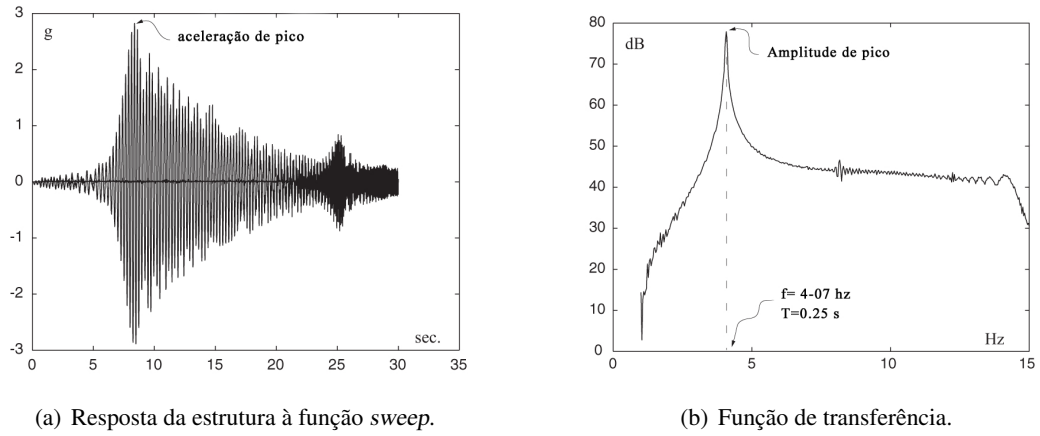 g
aceleração de pico
3
2
1
0
-1
-2
-3
sec.
0 5 10 15 20 25 30 35
(a) Resposta da estrutura à função sweep.
dB
Amplitude de pico
80
70
60
50
40
30
20
10
0
f= 4-07 hz
T=0.25 s
Hz
0 5 10 15
(b) Função de transferência.